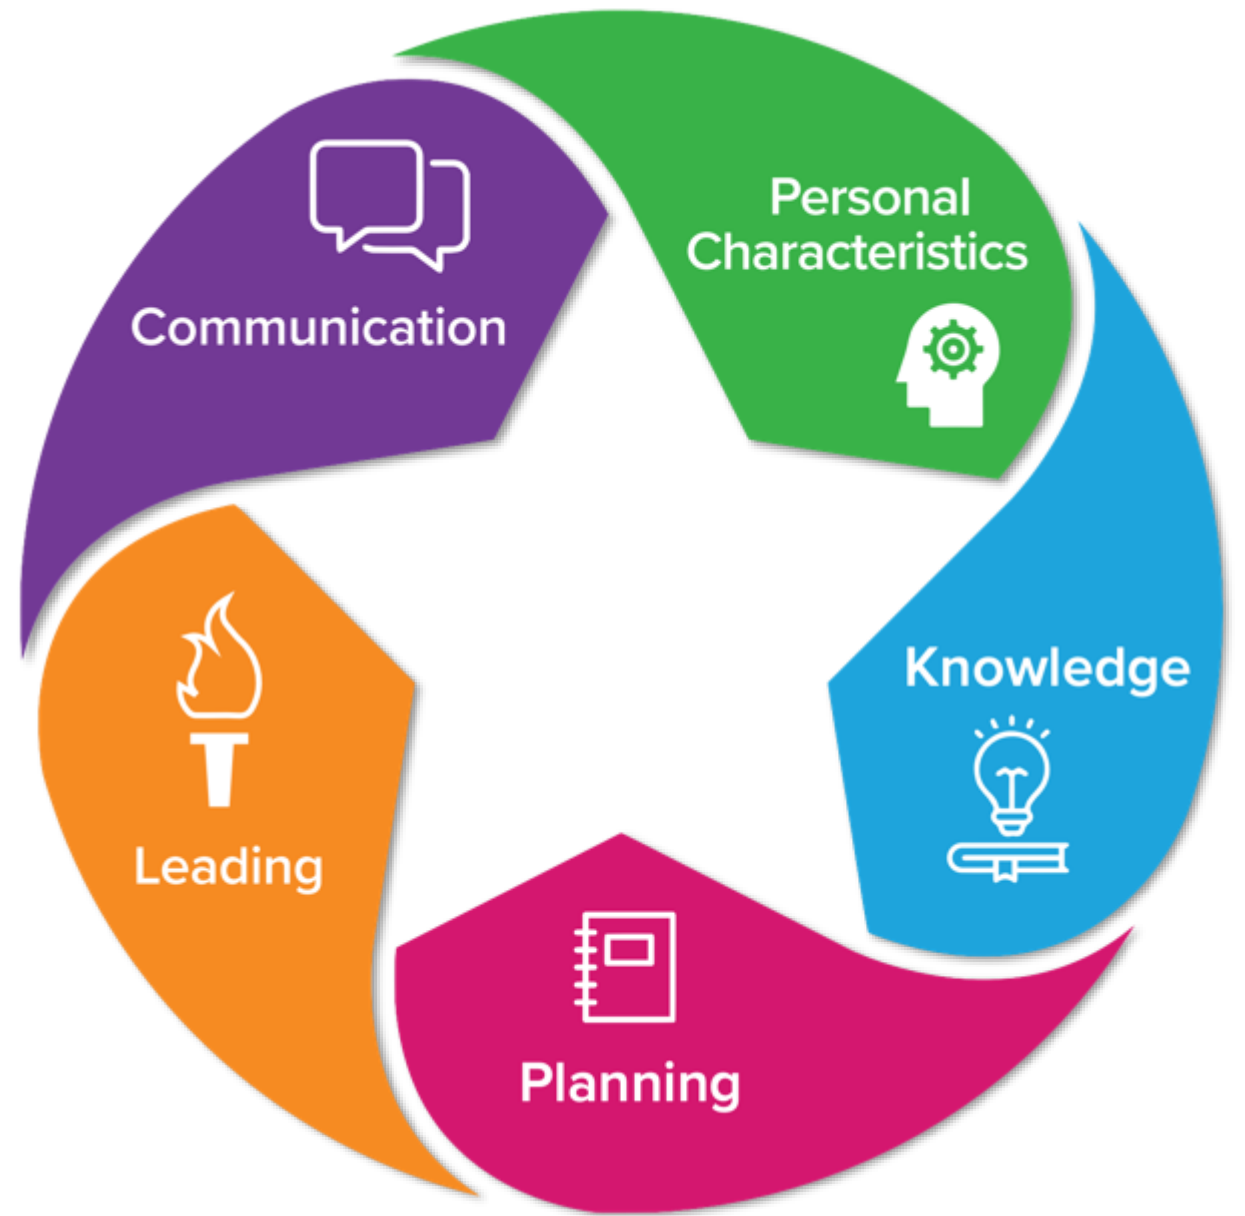 Personal
Characteristics
Communication
Knowledge
Leading
Planning